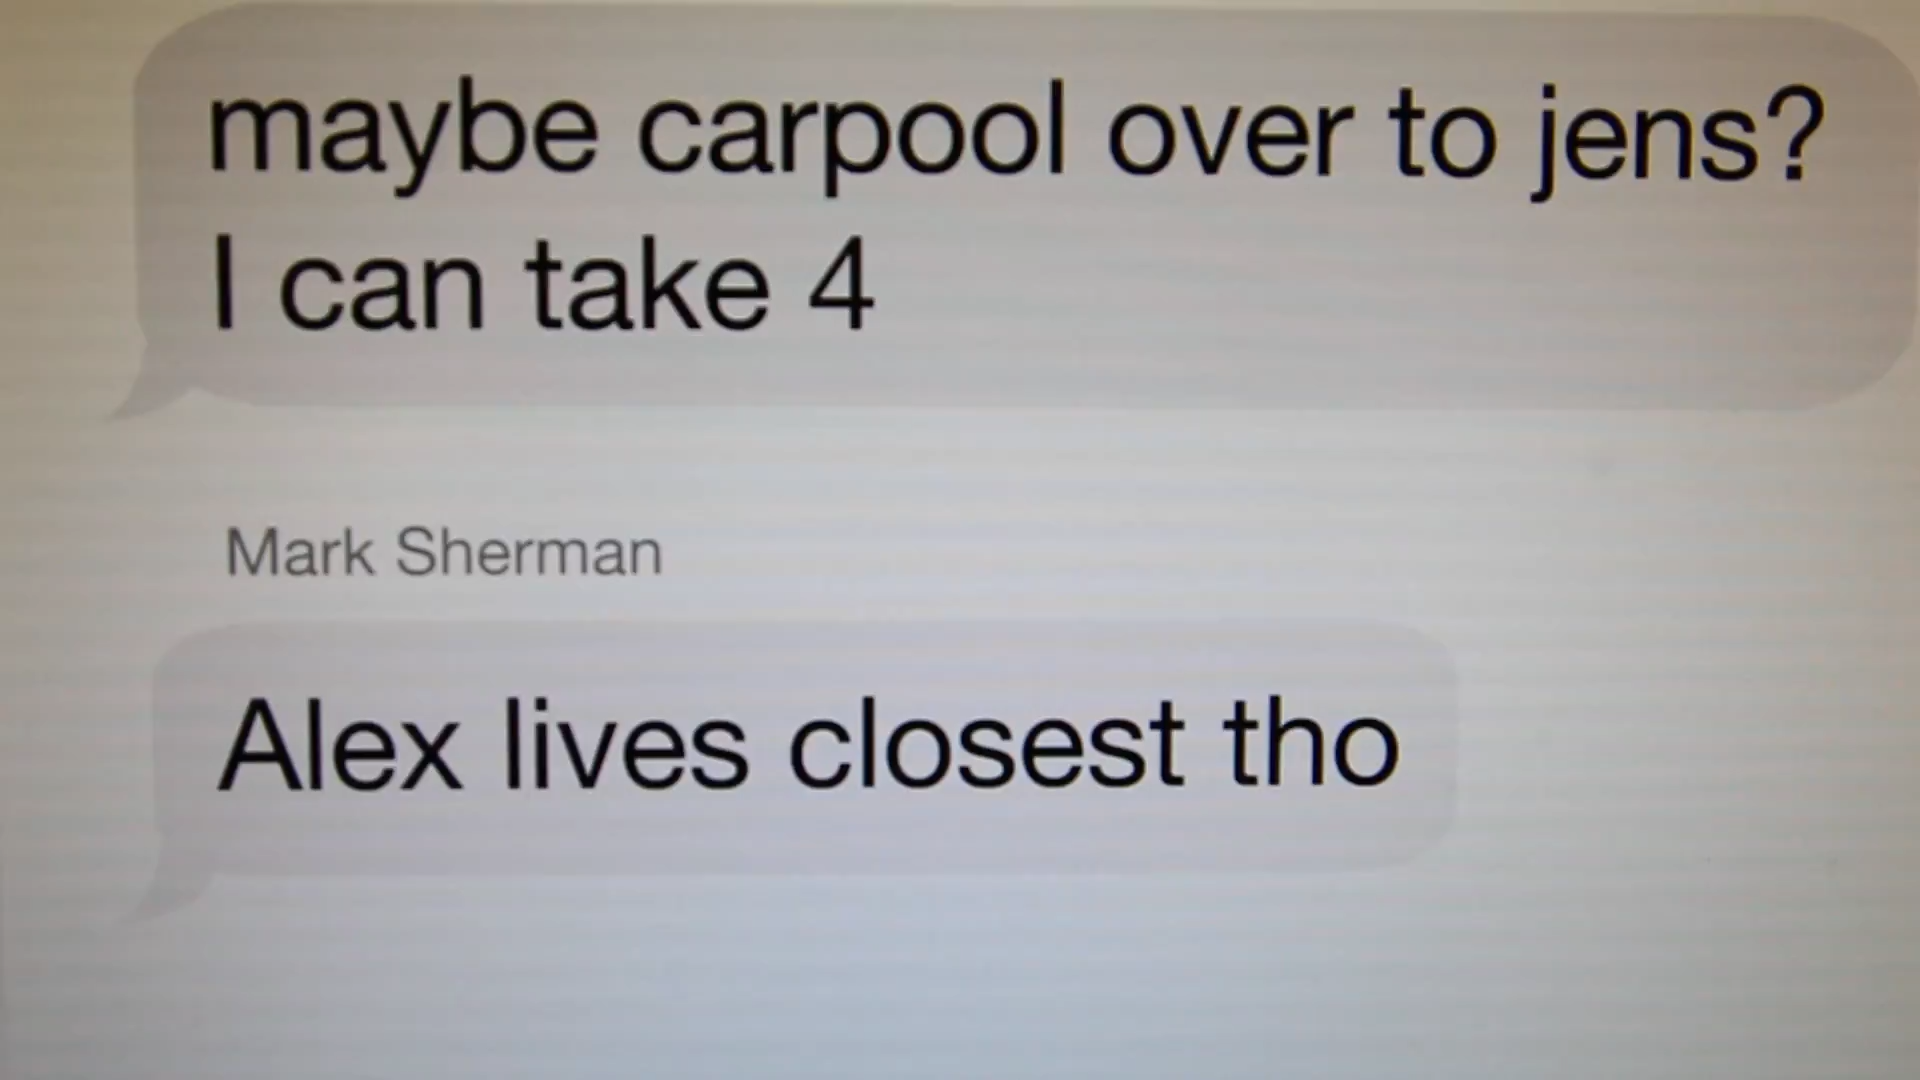 maybe carpool over to jens?
I can take 4
Mark Sherman
Alex lives closest tho